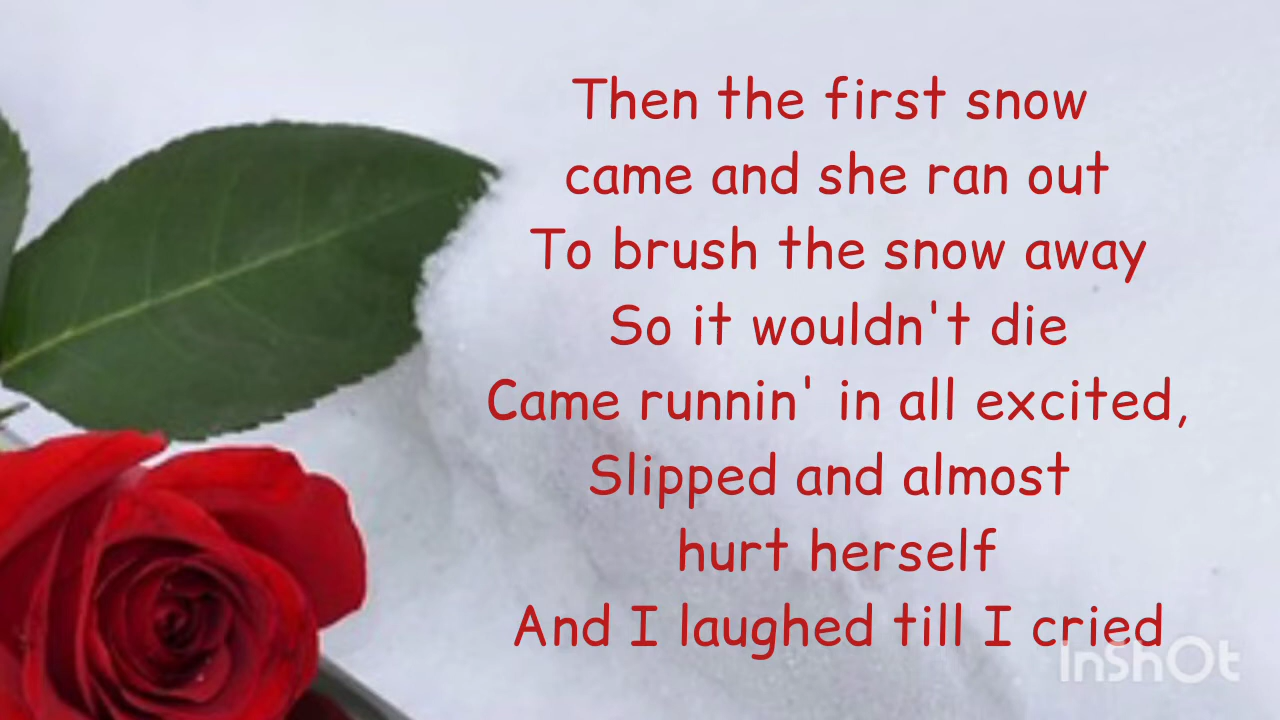 Then the first snow
came and she ran out
To brush the snow away
So it wouldn't die
Came runnin' in all excited,
Slipped and almost
hurt herself
And I laughed till I cried
InShOt